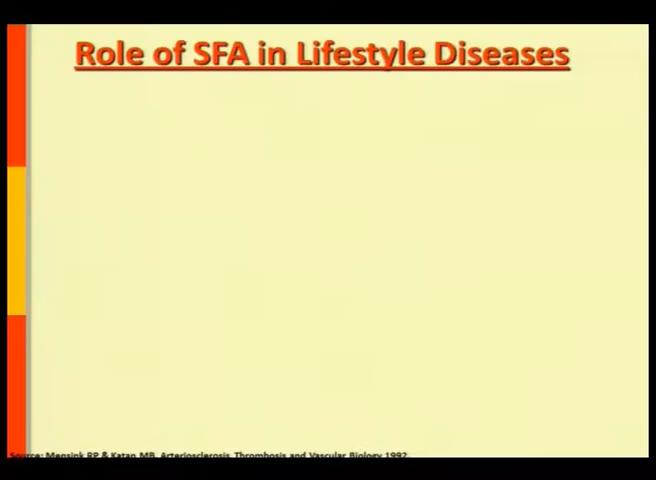 Role of SFA in Lifestyle Diseases
Source: Mensink RP & Katan MB. Arteriosclerosis, Thrombosis and Vascular Biology 1992.